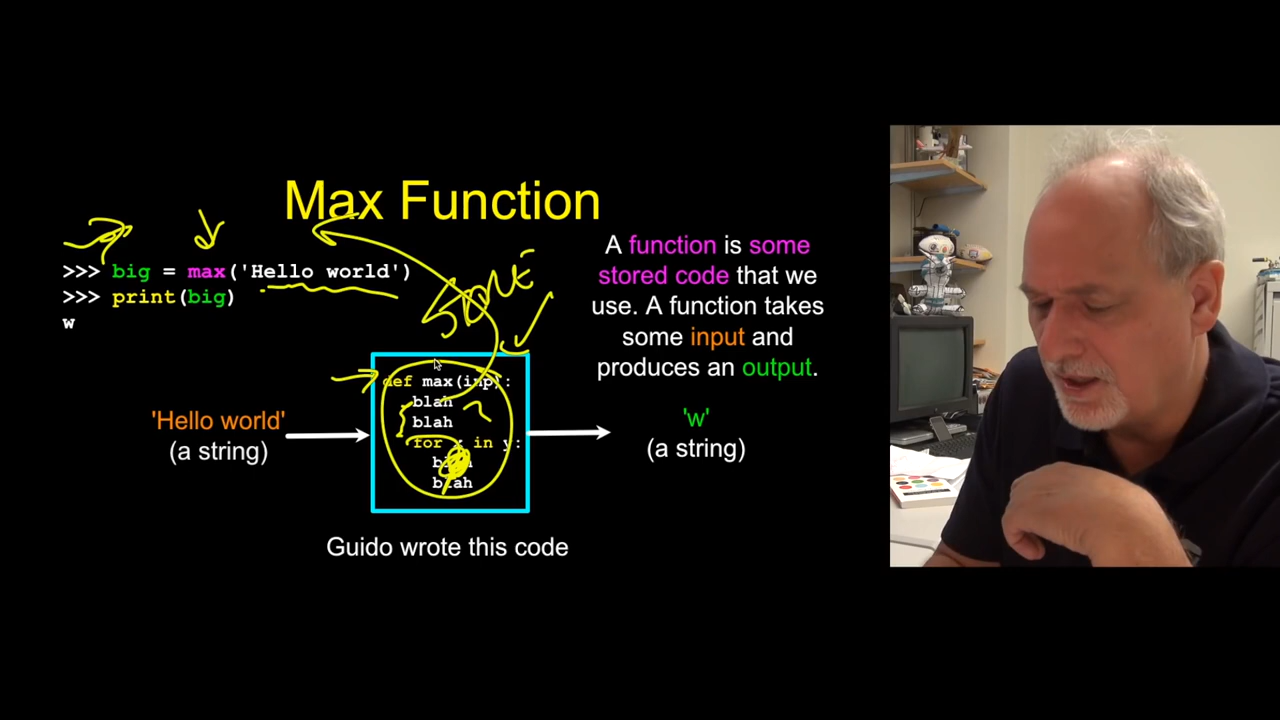 Max Function
>>> big = max('Hello world')
>>> print(big)
w
STORE
A function is some
stored code that we
use. A function takes
some input and
produces an output.
def max(inp):
blah
blah
for x in y:
blah
blah
'Hello world'
(a string)
'w'
(a string)
Guido wrote this code